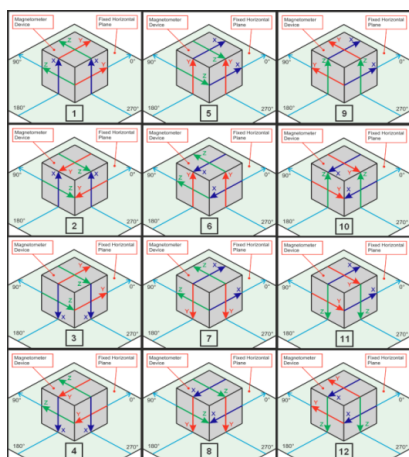 Magnetometer Device
Fixed Horizontal Plane
Z Y
X X Y
90° 0°
180° 270°
1
Magnetometer Device
Fixed Horizontal Plane
Y Z
X X
Z Y
90° 0°
180° 270°
2
Magnetometer Device
Fixed Horizontal Plane
Y
Z
Z Y
X X
90° 0°
180° 270°
3
Magnetometer Device
Fixed Horizontal Plane
Z
Y
Z Y
X X
90° 0°
180° 270°
4
Magnetometer Device
Fixed Horizontal Plane
X
Z
Y Y X
Z
90° 0°
180° 270°
5
Magnetometer Device
Fixed Horizontal Plane
Z
X
Z Y Y
X
90° 0°
180° 270°
6
Magnetometer Device
Fixed Horizontal Plane
X
Z
X
Z
Y Y
90° 0°
180° 270°
7
Magnetometer Device
Fixed Horizontal Plane
X Z
Z X
Y Y
90° 0°
180° 270°
8
Magnetometer Device
Fixed Horizontal Plane
Y X
Y Z Z X
90° 0°
180° 270°
9
Magnetometer Device
Fixed Horizontal Plane
X Y
Z Z
Y X
90° 0°
180° 270°
10
Magnetometer Device
Fixed Horizontal Plane
X
Y
X
Y
Z Z
90° 0°
180° 270°
11
Magnetometer Device
Fixed Horizontal Plane
Y
X
Y
X
Z Z
90° 0°
180° 270°
12